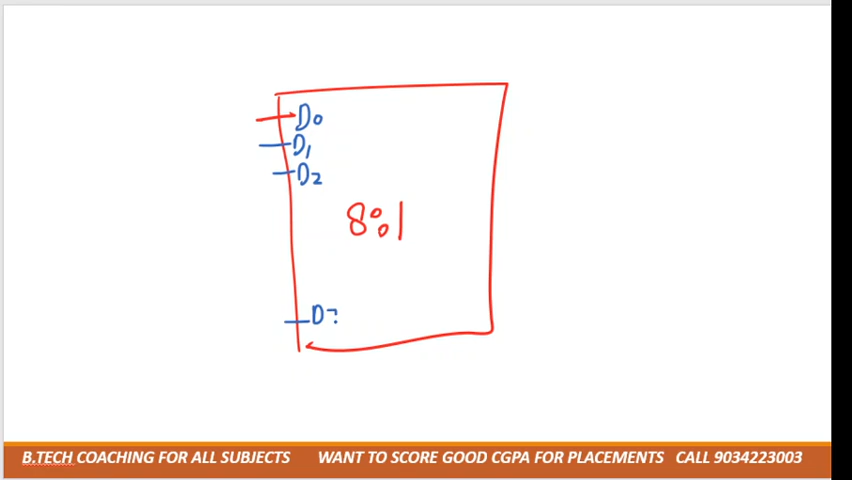 D0
D1
D2
8:1
D7
B.TECH COACHING FOR ALL SUBJECTS WANT TO SCORE GOOD CGPA FOR PLACEMENTS CALL 9034223003